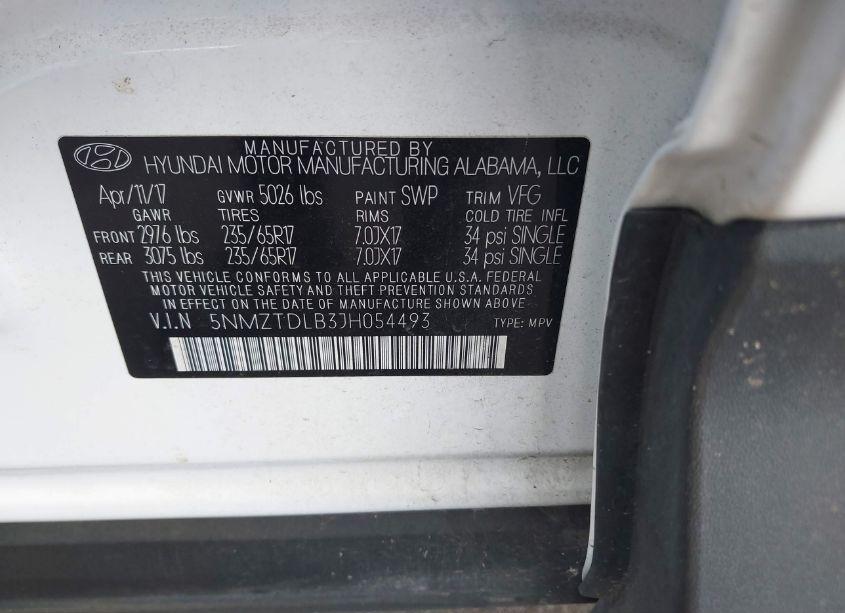 MANUFACTURED BY
HYUNDAI MOTOR MANUFACTURING ALABAMA, LLC
Apr/11/17 GVWR 5026 lbs PAINT SWP TRIM VFG
GAWR TIRES RIMS COLD TIRE INFL
FRONT 2976 lbs 235/65R17 7.0JX17 34 psi SINGLE
REAR 3075 lbs 235/65R17 7.0JX17 34 psi SINGLE
THIS VEHICLE CONFORMS TO ALL APPLICABLE U.S.A. FEDERAL
MOTOR VEHICLE SAFETY AND THEFT PREVENTION STANDARDS
IN EFFECT ON THE DATE OF MANUFACTURE SHOWN ABOVE
V.I.N 5NMZTDLB3JH054493 TYPE: MPV